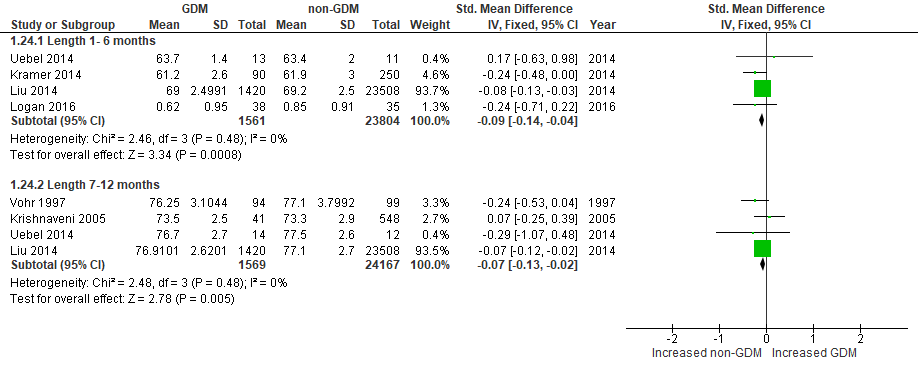 GDM non-GDM Std. Mean Difference Std. Mean Difference
Study or Subgroup Mean SD Total Mean SD Total Weight IV, Fixed, 95% CI Year IV, Fixed, 95% CI
1.24.1 Length 1- 6 months
Uebel 2014 63.7 1.4 13 63.4 2 11 0.4% 0.17 [-0.63, 0.98] 2014
Kramer 2014 61.2 2.6 90 61.9 3 250 4.6% -0.24 [-0.48, 0.00] 2014
Liu 2014 69 2.4991 1420 69.2 2.5 23508 93.7% -0.08 [-0.13, -0.03] 2014
Logan 2016 0.62 0.95 38 0.85 0.91 35 1.3% -0.24 [-0.71, 0.22] 2016
Subtotal (95% CI) 1561 23804 100.0% -0.09 [-0.14, -0.04]
Heterogeneity: Chi² = 2.46, df = 3 (P = 0.48); I² = 0%
Test for overall effect: Z = 3.34 (P = 0.0008)
1.24.2 Length 7-12 months
Vohr 1997 76.25 3.1044 94 77.1 3.7992 99 3.3% -0.24 [-0.53, 0.04] 1997
Krishnaveni 2005 73.5 2.5 41 73.3 2.9 548 2.7% 0.07 [-0.25, 0.39] 2005
Uebel 2014 76.7 2.7 14 77.5 2.6 12 0.4% -0.29 [-1.07, 0.48] 2014
Liu 2014 76.9101 2.6201 1420 77.1 2.7 23508 93.5% -0.07 [-0.12, -0.02] 2014
Subtotal (95% CI) 1569 24167 100.0% -0.07 [-0.13, -0.02]
Heterogeneity: Chi² = 2.48, df = 3 (P = 0.48); I² = 0%
Test for overall effect: Z = 2.78 (P = 0.005)
-2 -1 0 1 2
Increased non-GDM Increased GDM